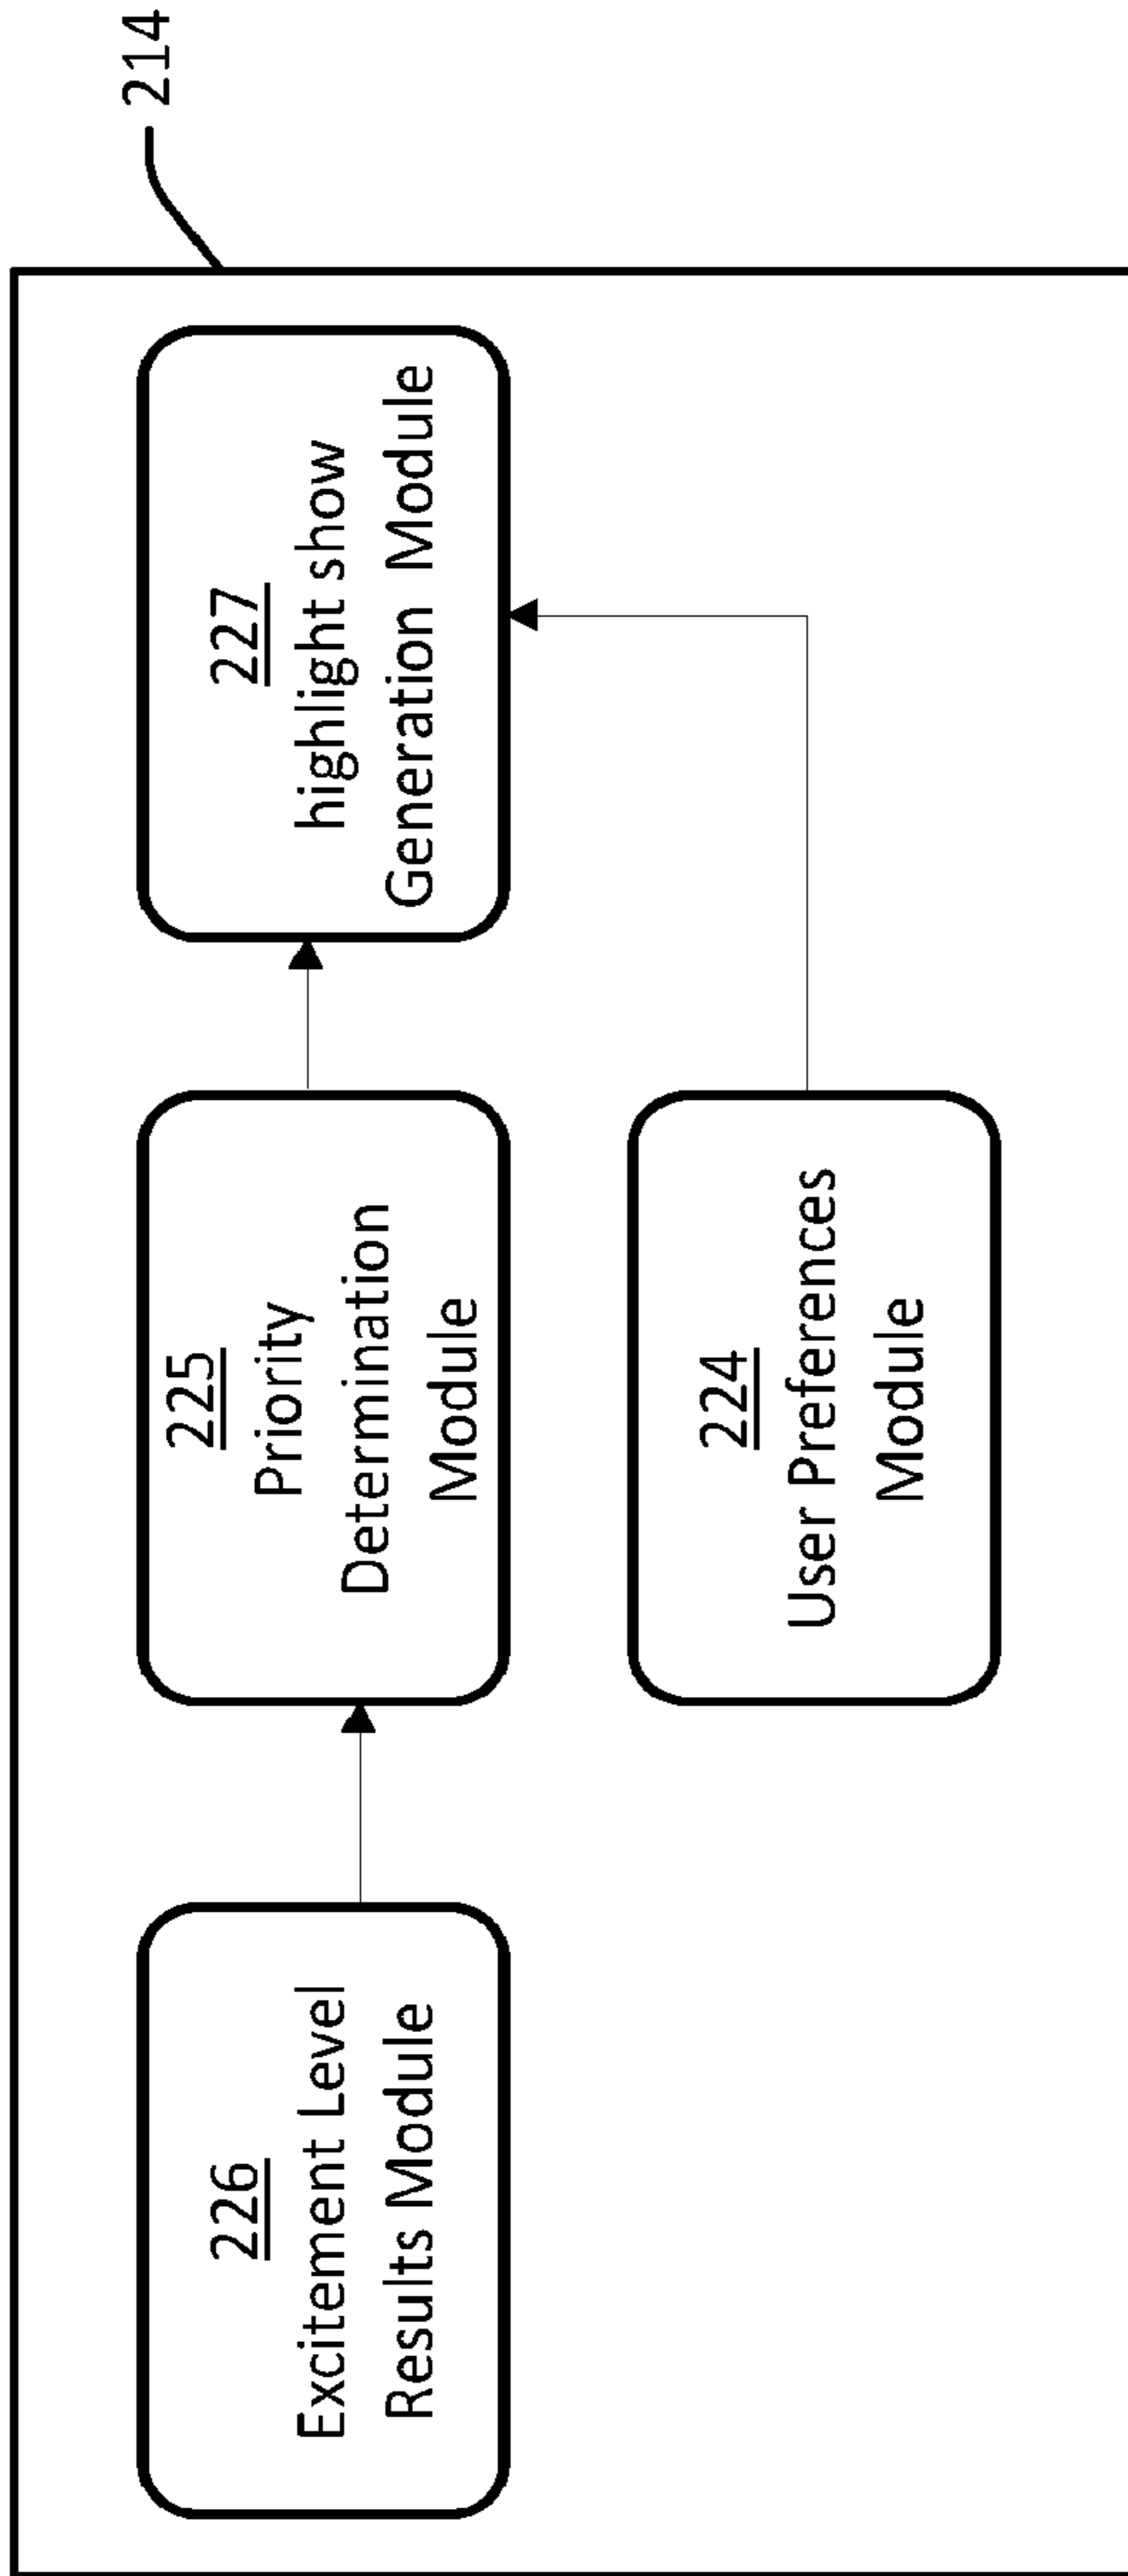 214
226
Excitement Level
Results Module
225
Priority
Determination
Module
227
highlight show
Generation Module
224
User Preferences
Module